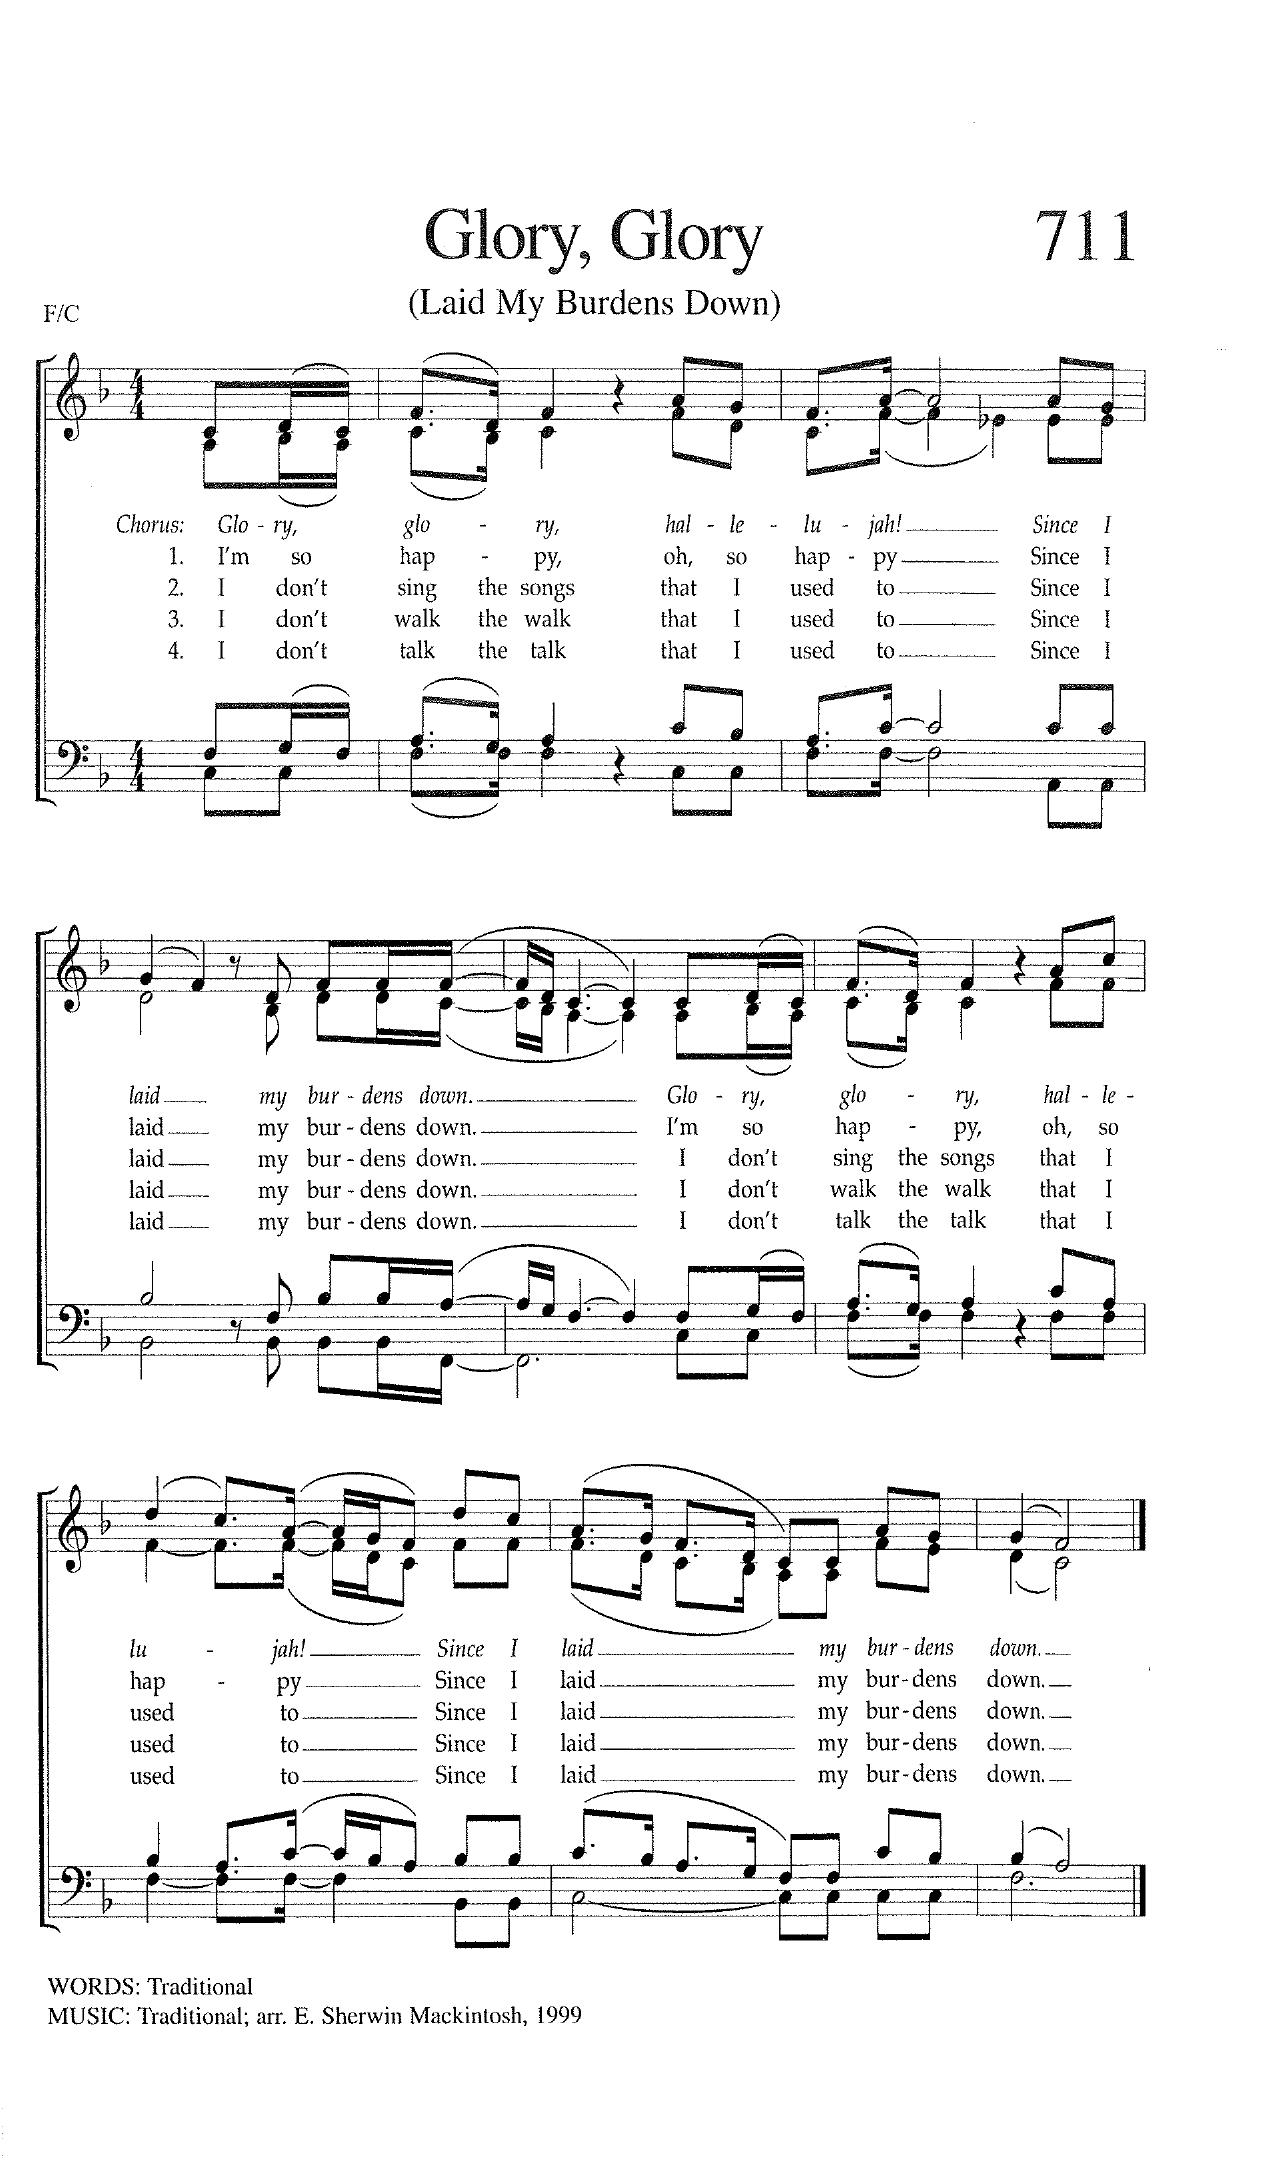 Glory, Glory 711
(Laid My Burdens Down)
F/C
Chorus: Glo - ry, glo - ry, hal - le - lu - jah! Since I
1. I'm so hap - py, oh, so hap - py Since I
2. I don't sing the songs that I used to Since I
3. I don't walk the walk that I used to Since I
4. I don't talk the talk that I used to Since I
laid my bur - dens down. Glo - ry, glo - ry, hal - le -
laid my bur - dens down. I'm so hap - py, oh, so
laid my bur - dens down. I don't sing the songs that I
laid my bur - dens down. I don't walk the walk that I
laid my bur - dens down. I don't talk the talk that I
lu - jah! Since I laid my bur - dens down.
hap - py Since I laid my bur - dens down.
used to Since I laid my bur - dens down.
used to Since I laid my bur - dens down.
used to Since I laid my bur - dens down.
WORDS: Traditional
MUSIC: Traditional; arr. E. Sherwin Mackintosh, 1999